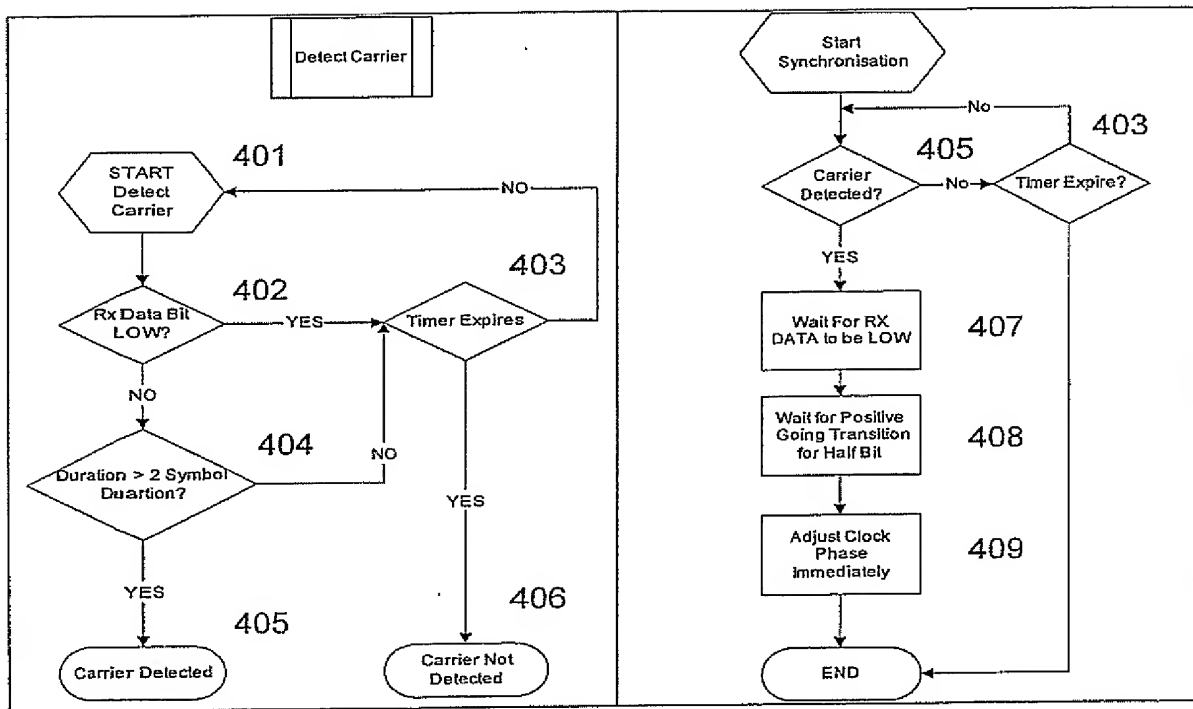 Detect Carrier
401
START
Detect
Carrier
NO
402
403
Rx Data Bit
LOW?
YES
Timer Expires
NO
404
NO
Duration > 2 Symbol
Duartion?
YES
YES
405
406
Carrier Detected
Carrier Not
Detected
Start
Synchronisation
No
403
405
Carrier
Detected?
No
Timer Expire?
YES
Wait For RX
DATA to be LOW
407
Wait for Positive
Going Transition
for Half Bit
408
Adjust Clock
Phase
Immediately
409
END